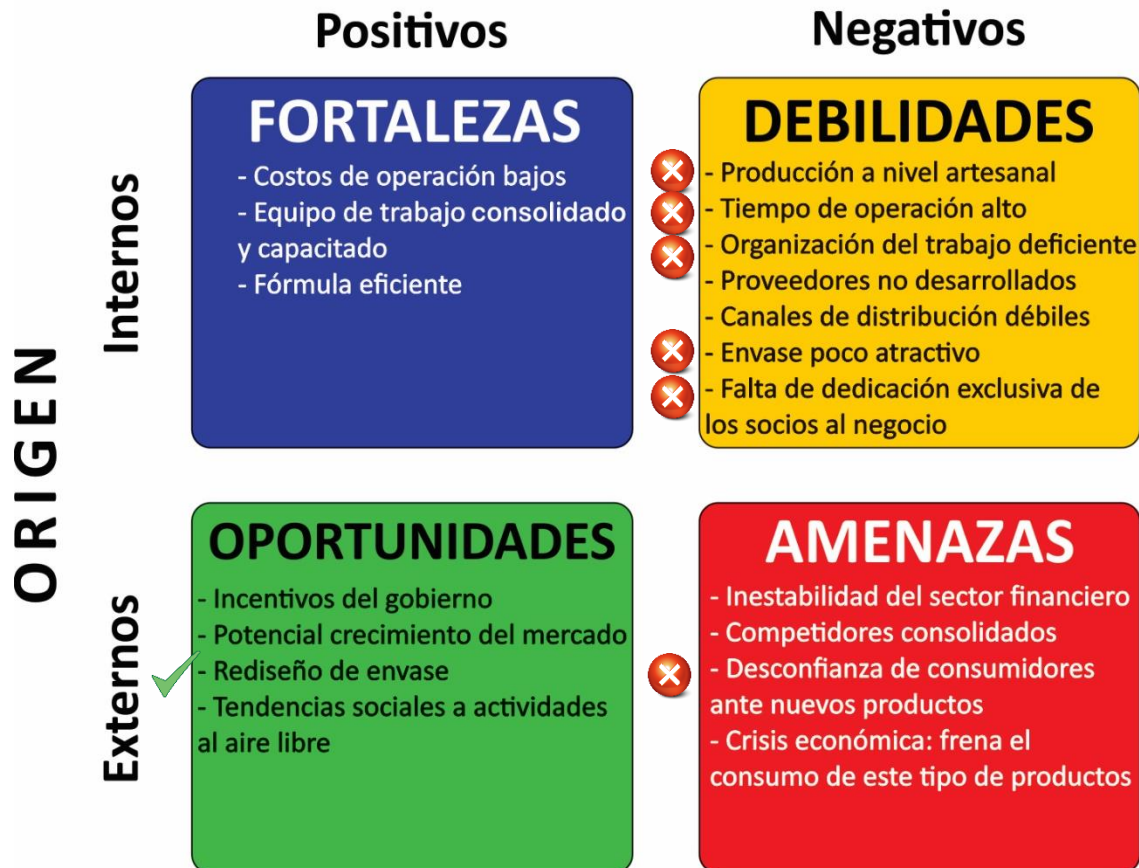 Positivos
Negativos
ORIGEN
Internos
FORTALEZAS
- Costos de operación bajos
- Equipo de trabajo consolidado
y capacitado
- Fórmula eficiente
DEBILIDADES
- Producción a nivel artesanal
- Tiempo de operación alto
- Organización del trabajo deficiente
- Proveedores no desarrollados
- Canales de distribución débiles
- Envase poco atractivo
- Falta de dedicación exclusiva de
los socios al negocio
Externos
OPORTUNIDADES
- Incentivos del gobierno
- Potencial crecimiento del mercado
- Rediseño de envase
- Tendencias sociales a actividades
al aire libre
AMENAZAS
- Inestabilidad del sector financiero
- Competidores consolidados
- Desconfianza de consumidores
ante nuevos productos
- Crisis económica: frena el
consumo de este tipo de productos